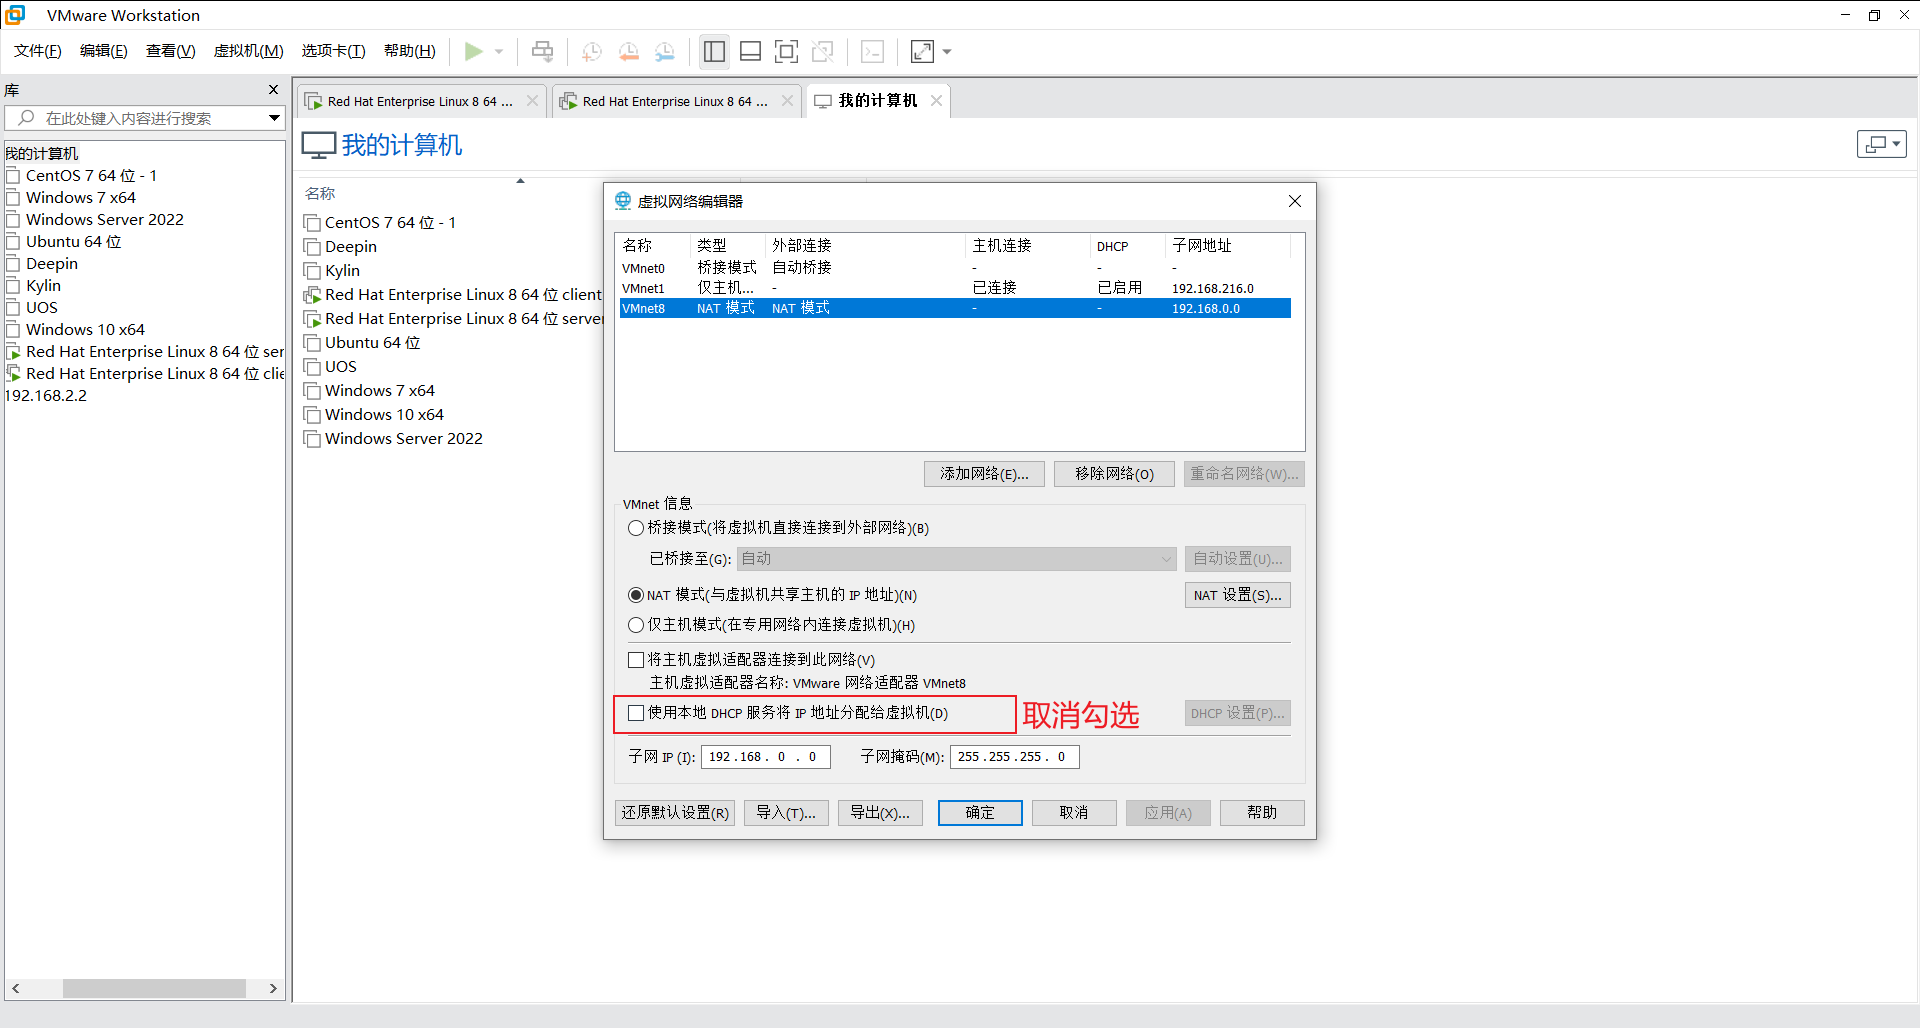 VMware Workstation
文件(F) 编辑(E) 查看(V) 虚拟机(M) 选项卡(T) 帮助(H)
库
在此处键入内容进行搜索
我的计算机
CentOS 7 64 位 - 1
Windows 7 x64
Windows Server 2022
Ubuntu 64 位
Deepin
Kylin
UOS
Windows 10 x64
Red Hat Enterprise Linux 8 64 位 ser
Red Hat Enterprise Linux 8 64 位 clie
192.168.2.2
Red Hat Enterprise Linux 8 64 ...
Red Hat Enterprise Linux 8 64 ...
我的计算机
我的计算机
名称
CentOS 7 64 位 - 1
Deepin
Kylin
Red Hat Enterprise Linux 8 64 位 client
Red Hat Enterprise Linux 8 64 位 server
Ubuntu 64 位
UOS
Windows 7 x64
Windows 10 x64
Windows Server 2022
虚拟网络编辑器
名称 类型 外部连接 主机连接 DHCP 子网地址
VMnet0 桥接模式 自动桥接 - - -
VMnet1 仅主机... - 已连接 已启用 192.168.216.0
VMnet8 NAT 模式 NAT 模式 - - 192.168.0.0
添加网络(E)... 移除网络(O) 重命名网络(W)...
VMnet 信息
桥接模式(将虚拟机直接连接到外部网络)(B)
已桥接至(G): 自动 自动设置(U)...
NAT 模式(与虚拟机共享主机的 IP 地址)(N) NAT 设置(S)...
仅主机模式(在专用网络内连接虚拟机)(H)
将主机虚拟适配器连接到此网络(V)
主机虚拟适配器名称: VMware 网络适配器 VMnet8
使用本地 DHCP 服务将 IP 地址分配给虚拟机(D) 取消勾选 DHCP 设置(P)...
子网 IP (I): 192.168. 0 . 0 子网掩码(M): 255.255.255. 0
还原默认设置(R) 导入(T)... 导出(X)... 确定 取消 应用(A) 帮助